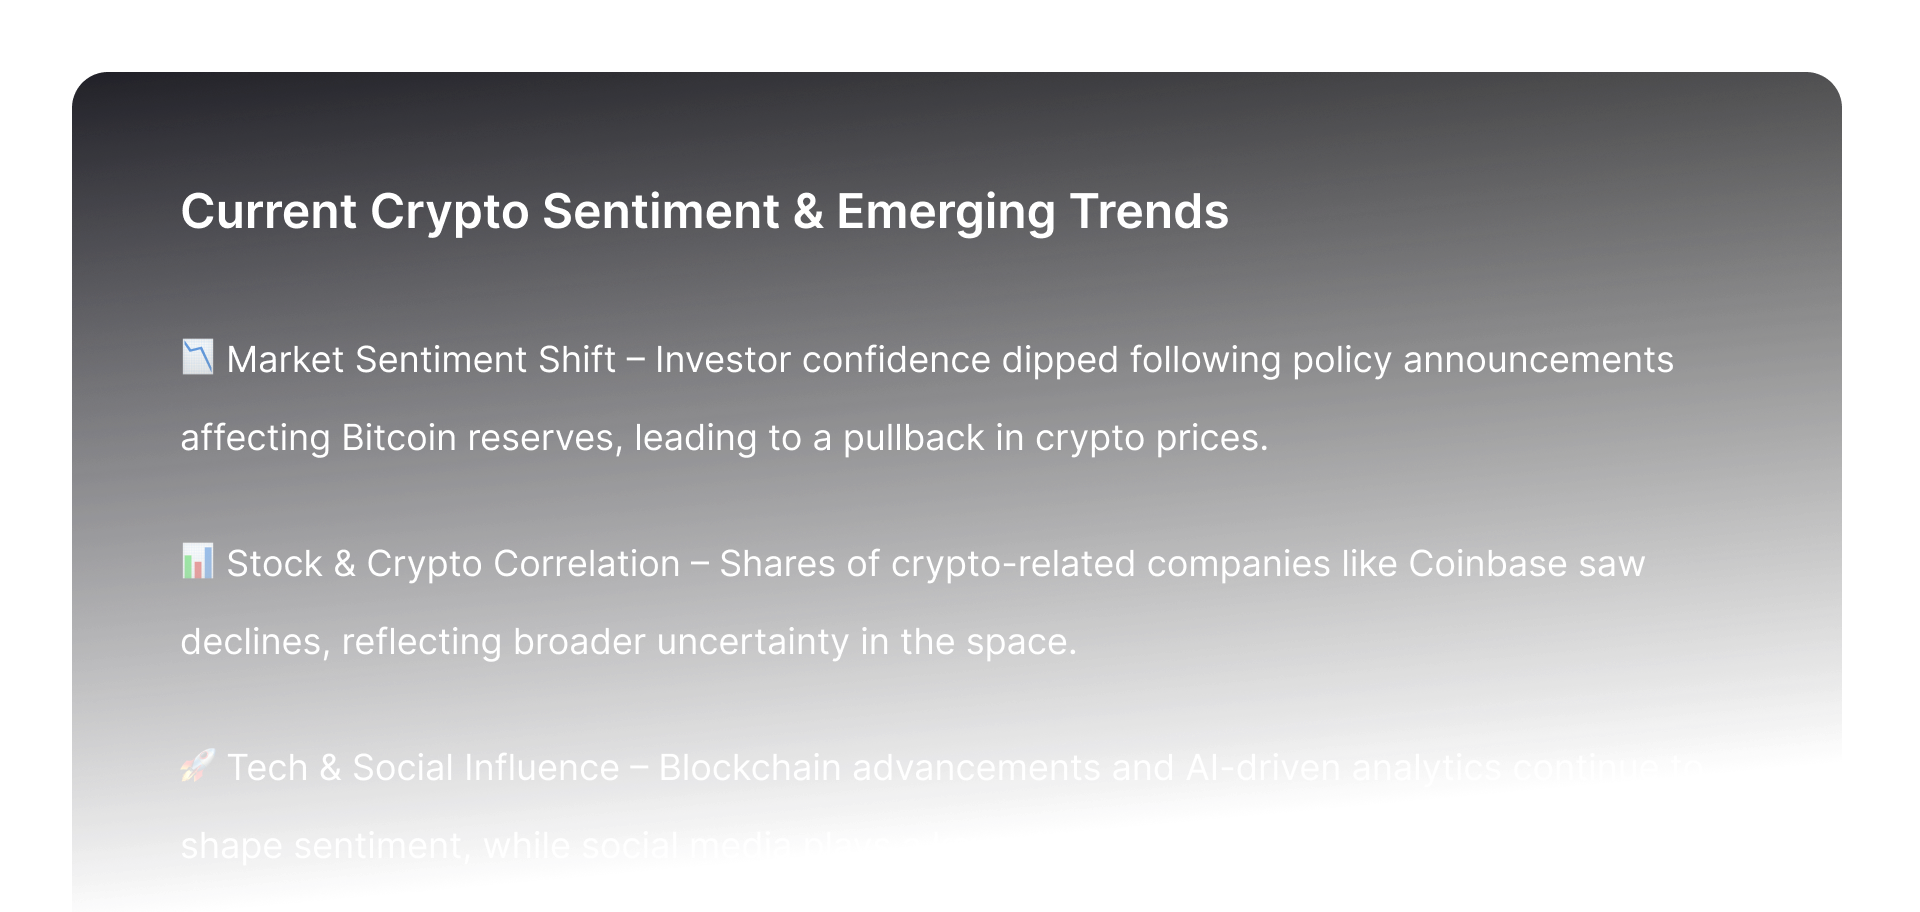 Current Crypto Sentiment & Emerging Trends
📉 Market Sentiment Shift – Investor confidence dipped following policy announcements
affecting Bitcoin reserves, leading to a pullback in crypto prices.
📊 Stock & Crypto Correlation – Shares of crypto-related companies like Coinbase saw
declines, reflecting broader uncertainty in the space.
🚀 Tech & Social Influence – Blockchain advancements and AI-driven analytics continue to
shape sentiment, while social media plays